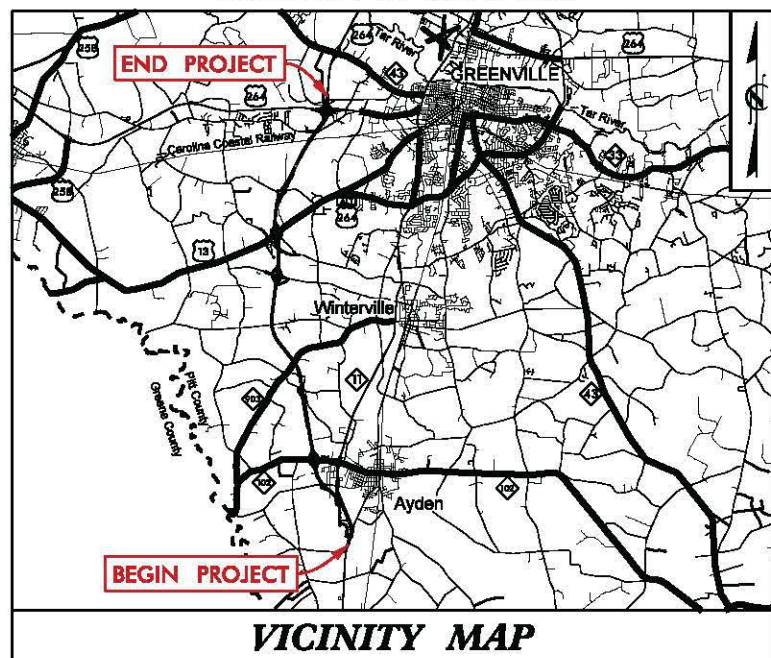 264
Tar River
258
264
END PROJECT
43
GREENVILLE
264
Tar River
Carolina Coastal Railway
33
258
264
13
Winterville
11
903
Pitt County
Greene County
43
102
102
Ayden
BEGIN PROJECT
VICINITY MAP